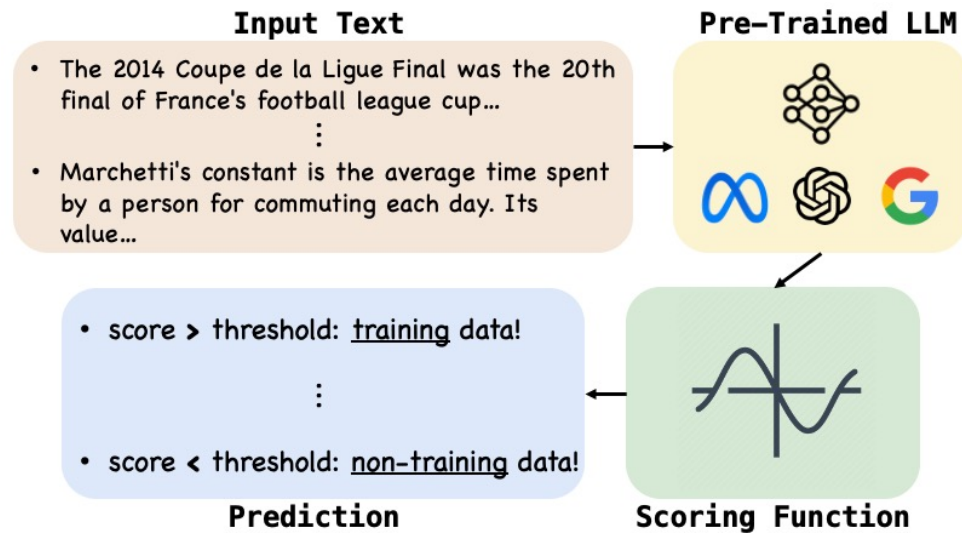 Input Text
Pre-Trained LLM
• The 2014 Coupe de la Ligue Final was the 20th
final of France's football league cup...
⋮
• Marchetti's constant is the average time spent
by a person for commuting each day. Its
value...
• score > threshold: training data!
⋮
• score < threshold: non-training data!
Prediction
Scoring Function